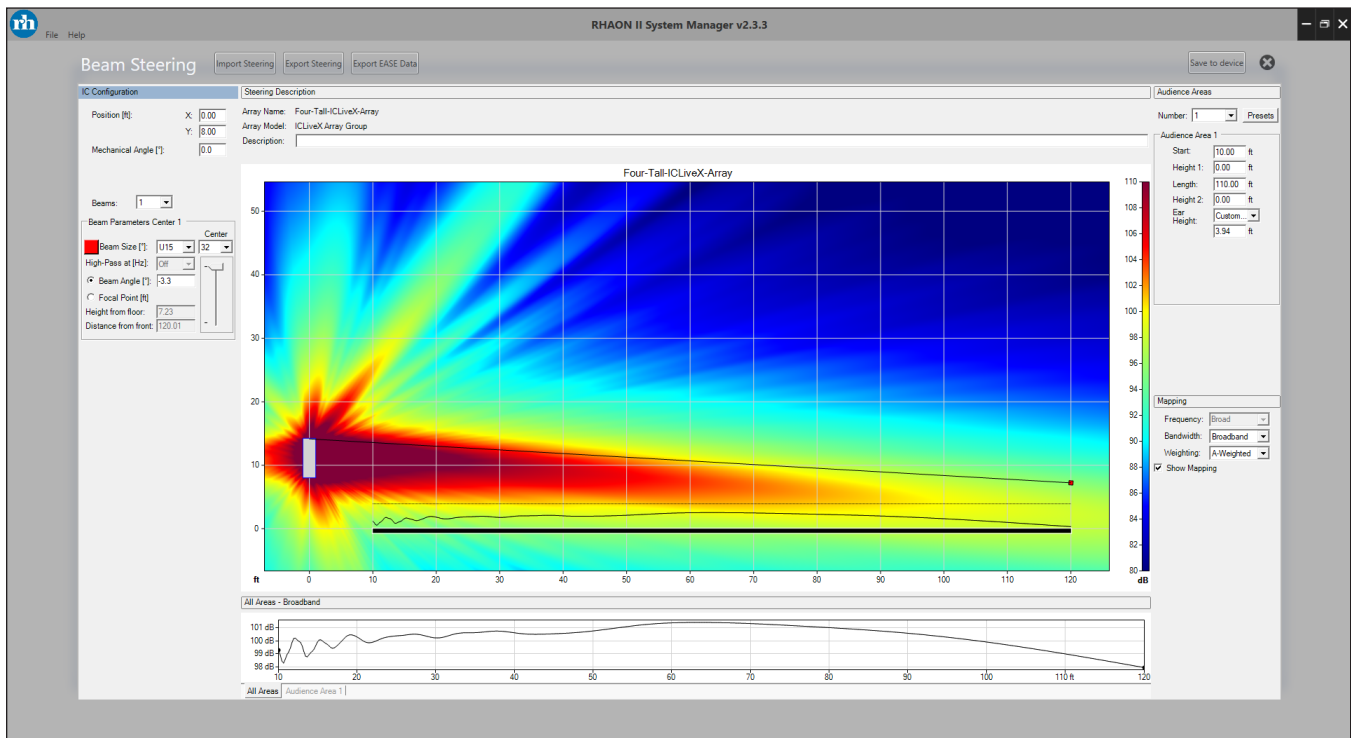 rh
RHAON II System Manager v2.3.3
File Help
Beam Steering
Import Steering
Export Steering
Export EASE Data
Save to device
IC Configuration
Position [ft]: X: 0.00
Y: 8.00
Mechanical Angle [°]: 0.0
Beams: 1
Beam Parameters Center 1
Center
Beam Size [°]: U15 32
High-Pass at [Hz]: Off
Beam Angle [°]: -3.3
Focal Point [ft]
Height from floor: 7.23
Distance from front: 120.01
Steering Description
Array Name: Four-Tall-ICLiveX-Array
Array Model: ICLiveX Array Group
Description:
Four-Tall-ICLiveX-Array
50
40
30
20
10
0
ft 0 10 20 30 40 50 60 70 80 90 100 110 120
110
108
106
104
102
100
98
96
94
92
90
88
86
84
82
80
dB
All Areas - Broadband
101 dB
100 dB
99 dB
98 dB
10 20 30 40 50 60 70 80 90 100 110 ft 120
All Areas Audience Area 1
Audience Areas
Number: 1 Presets
Audience Area 1
Start: 10.00 ft
Height 1: 0.00 ft
Length: 110.00 ft
Height 2: 0.00 ft
Ear Height: Custom...
3.94 ft
Mapping
Frequency: Broad
Bandwidth: Broadband
Weighting: A-Weighted
Show Mapping